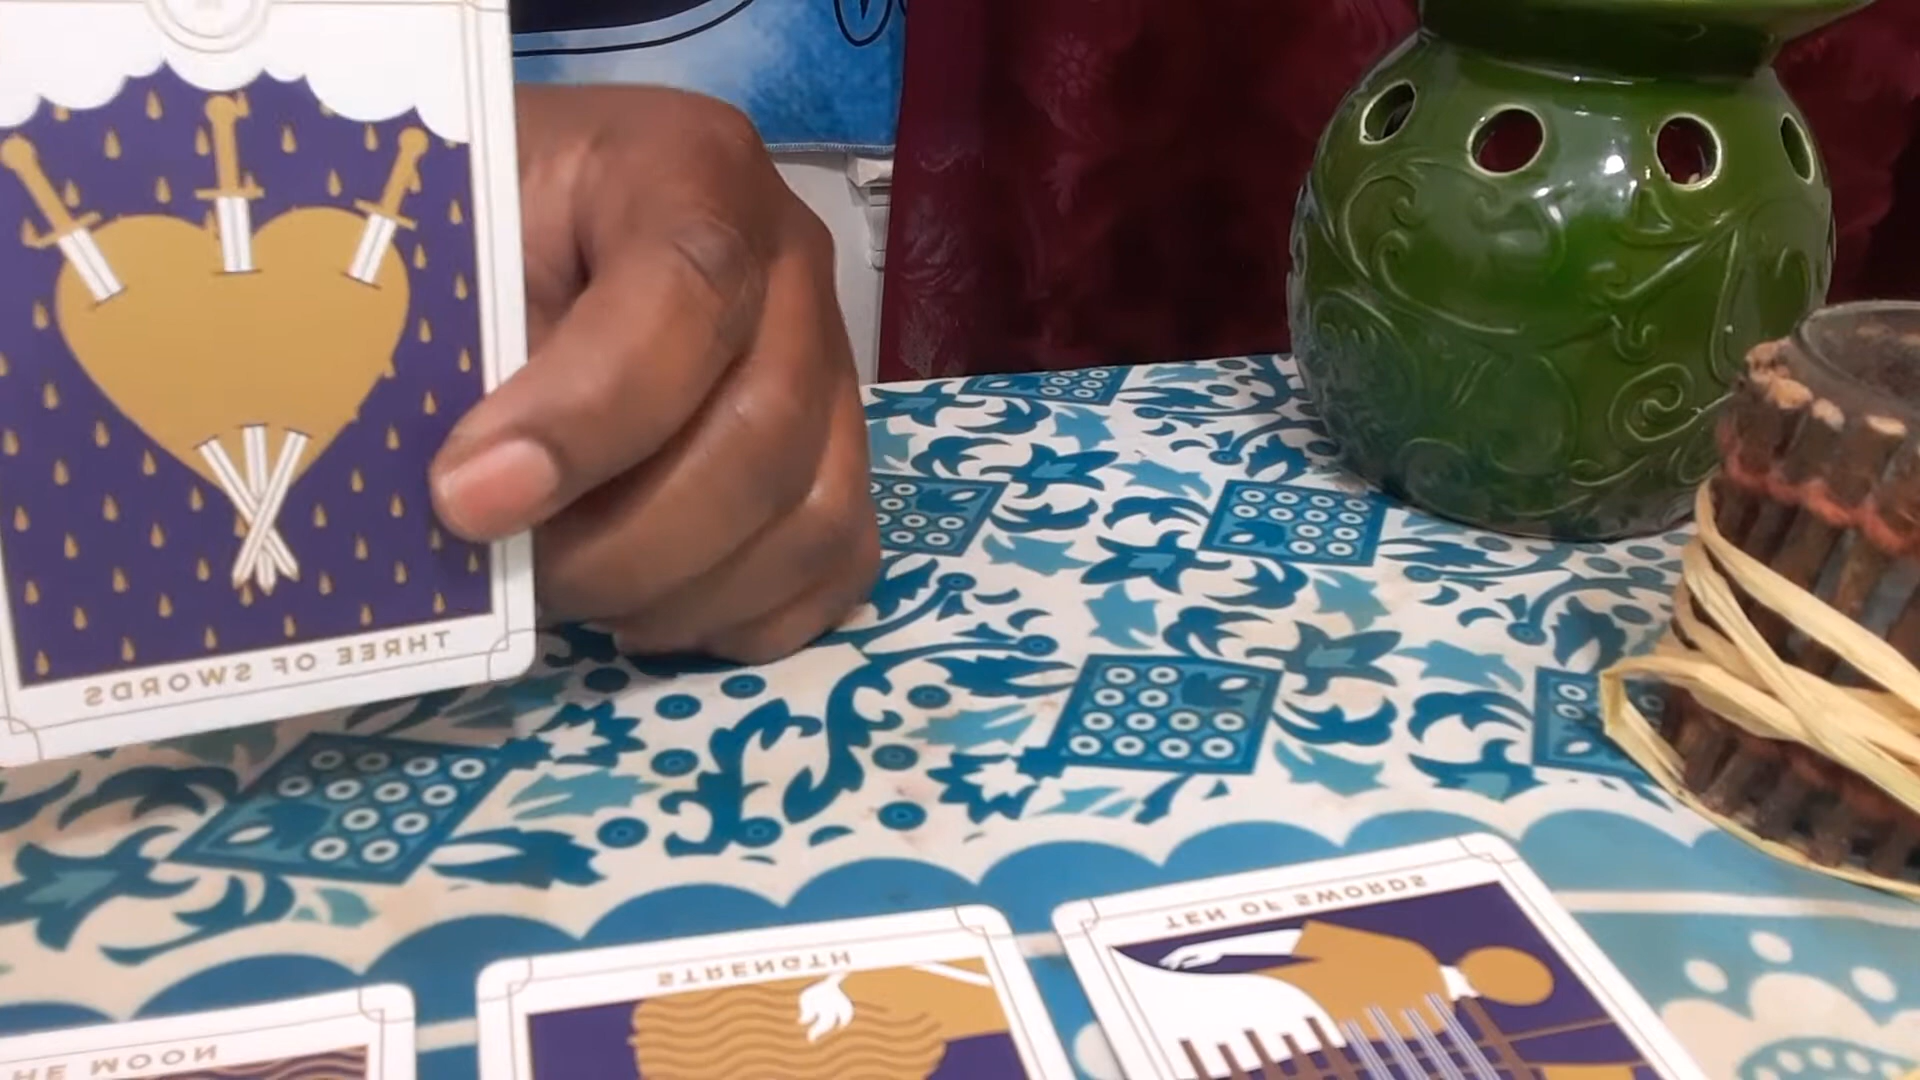 THREE OF SWORDS
TEN OF SWORDS
STRENGTH
HE MOON